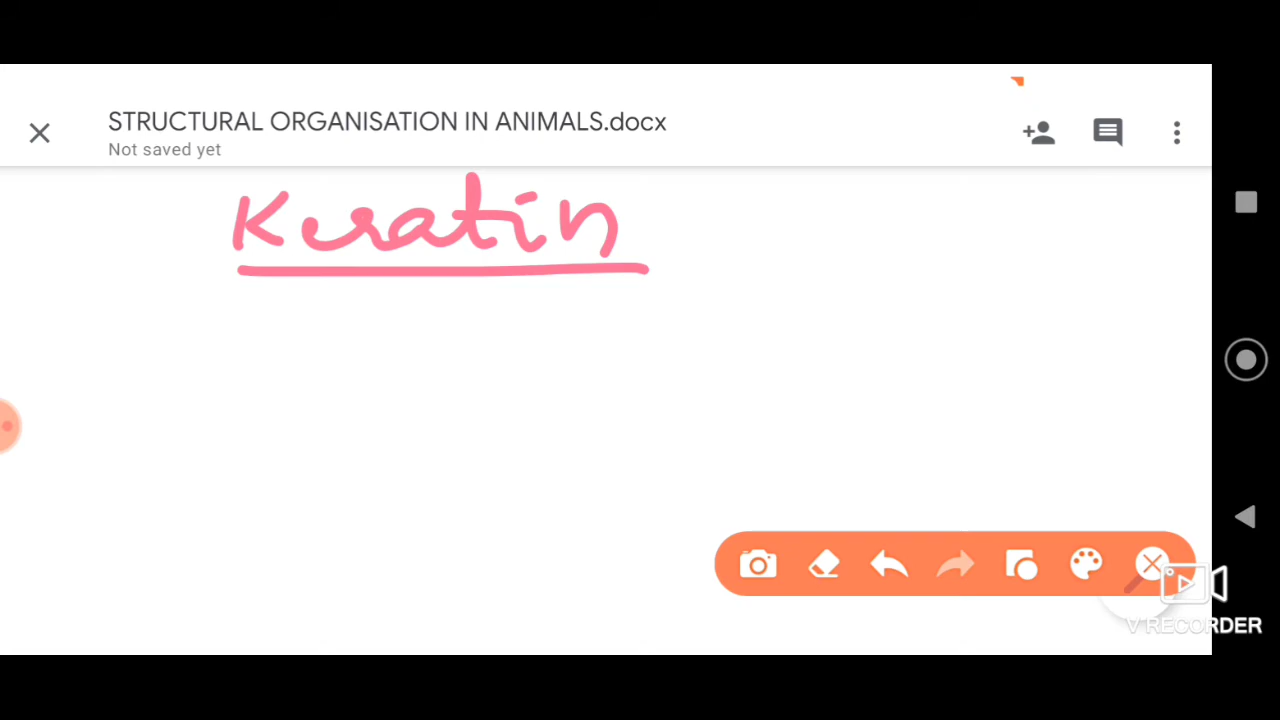 STRUCTURAL ORGANISATION IN ANIMALS.docx
Not saved yet
Keratin
V RECORDER